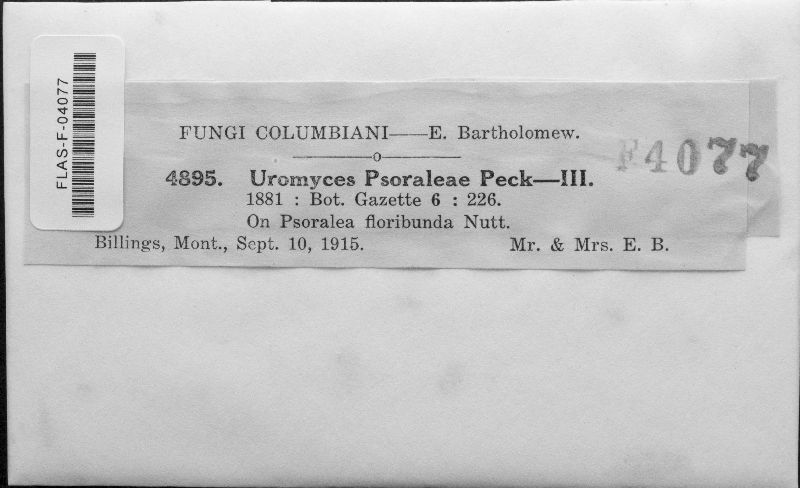 FLAS-F-04077
FUNGI COLUMBIANI——E. Bartholomew.
F4077
4895. Uromyces Psoraleae Peck—III.
1881 : Bot. Gazette 6 : 226.
On Psoralea floribunda Nutt.
Billings, Mont., Sept. 10, 1915. Mr. & Mrs. E. B.